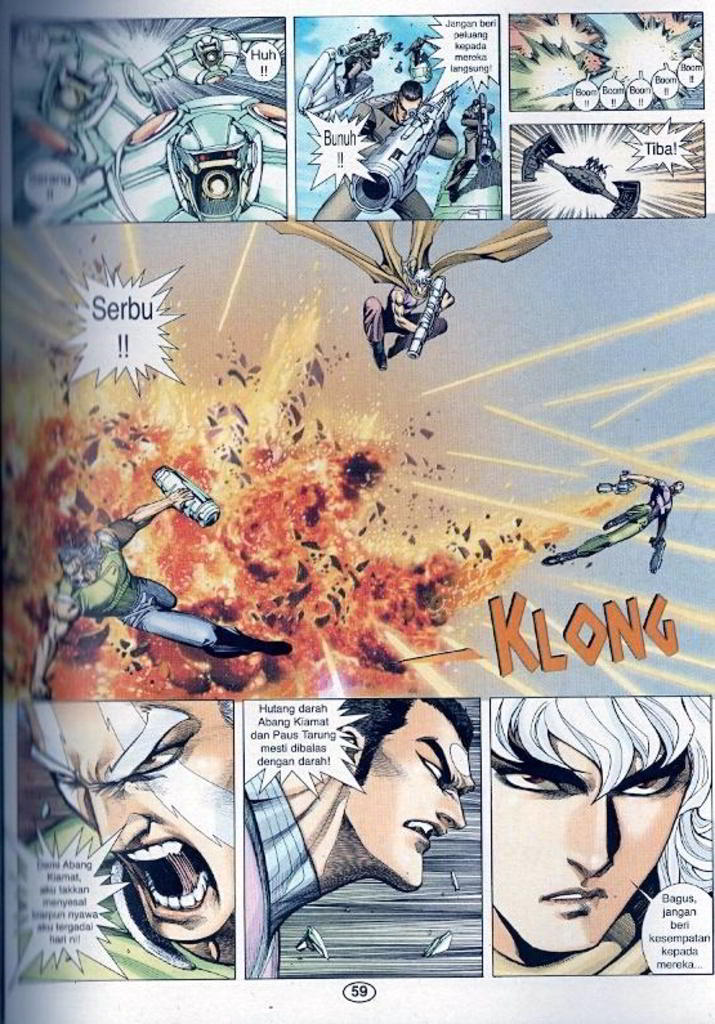 Huh
!!
Serang
!!
Jangan beri
peluang
kepada
mereka
langsung!
Bunuh
!!
Boom
!!
Boom
!!
Boom
!!
Boom
!!
Boom
!!
Tiba!
Serbu
!!
KLONG
Demi Abang
Kiamat,
aku takkan
menyesal
biarpun nyawa
aku tergadai
hari ni!
Hutang darah
Abang Kiamat
dan Paus Tarung
mesti dibalas
dengan darah!
Bagus,
jangan
beri
kesempatan
kepada
mereka...
59